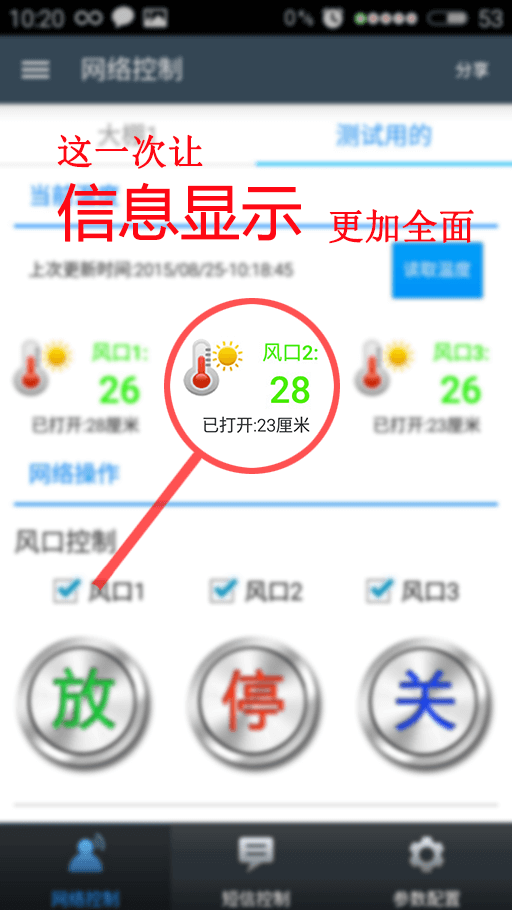 10:20 0% 53
网络控制 分享
大棚1 测试用的
这一次让
当前温度
信息显示 更加全面
上次更新时间:2015/08/25-10:18:45 读取温度
风口1: 风口2: 风口3:
26 28 26
已打开:28厘米 已打开:23厘米 已打开:23厘米
网络操作
风口控制
风口1 风口2 风口3
放 停 关
网络控制 短信控制 参数配置